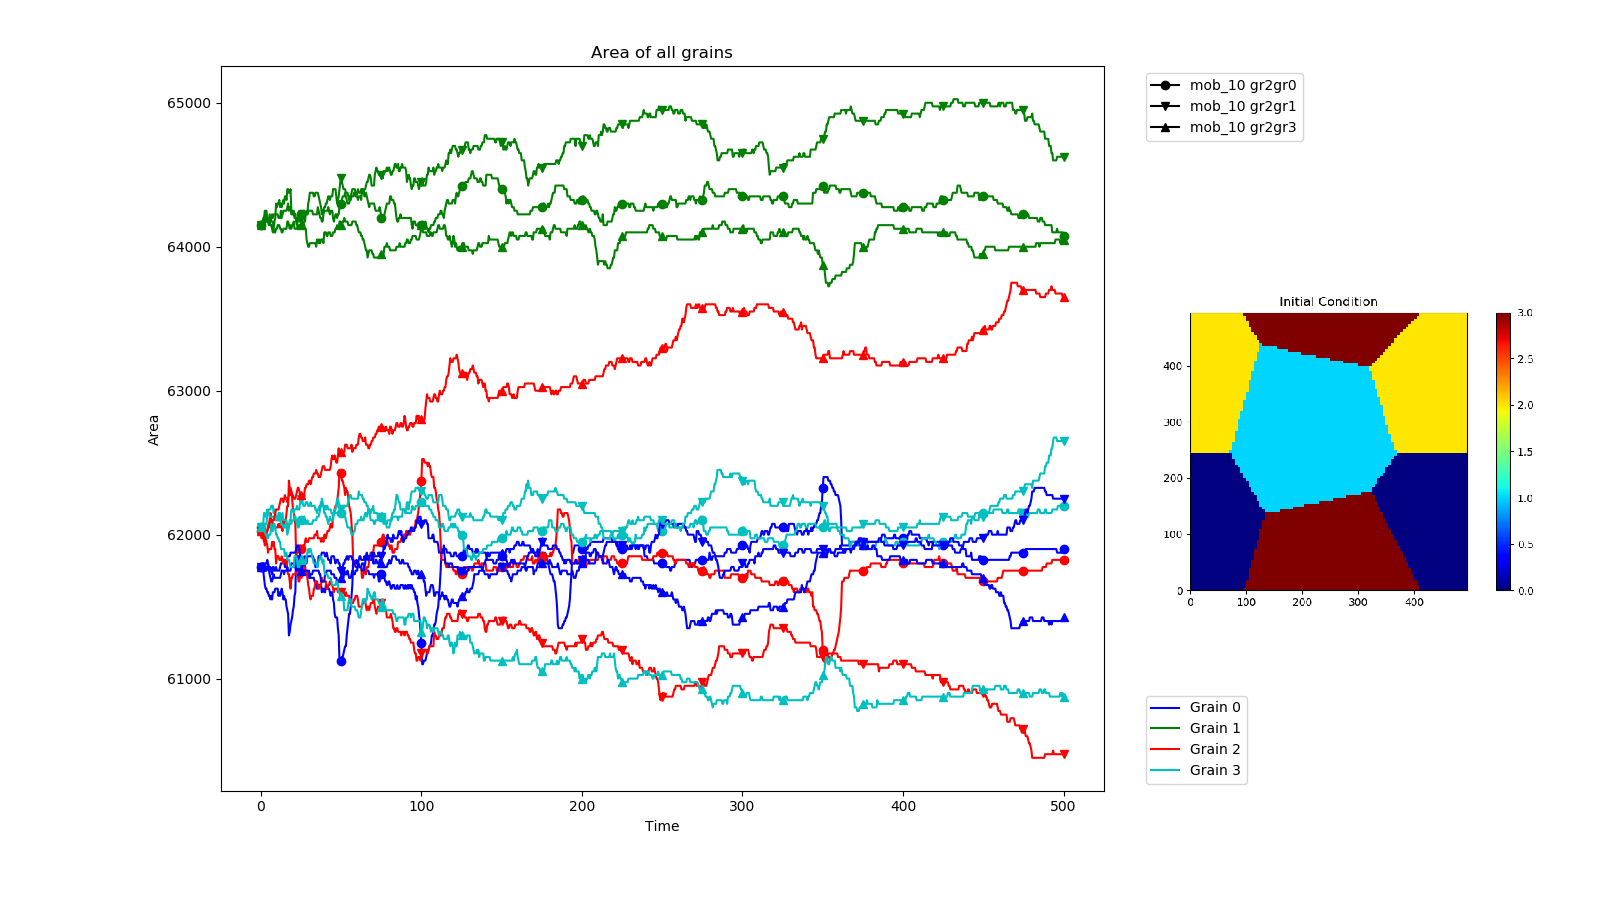 Area of all grains
65000
64000
63000
62000
61000
Area
0 100 200 300 400 500
Time
mob_10 gr2gr0
mob_10 gr2gr1
mob_10 gr2gr3
Initial Condition
400
300
200
100
0
0 100 200 300 400
3.0
2.5
2.0
1.5
1.0
0.5
0.0
Grain 0
Grain 1
Grain 2
Grain 3